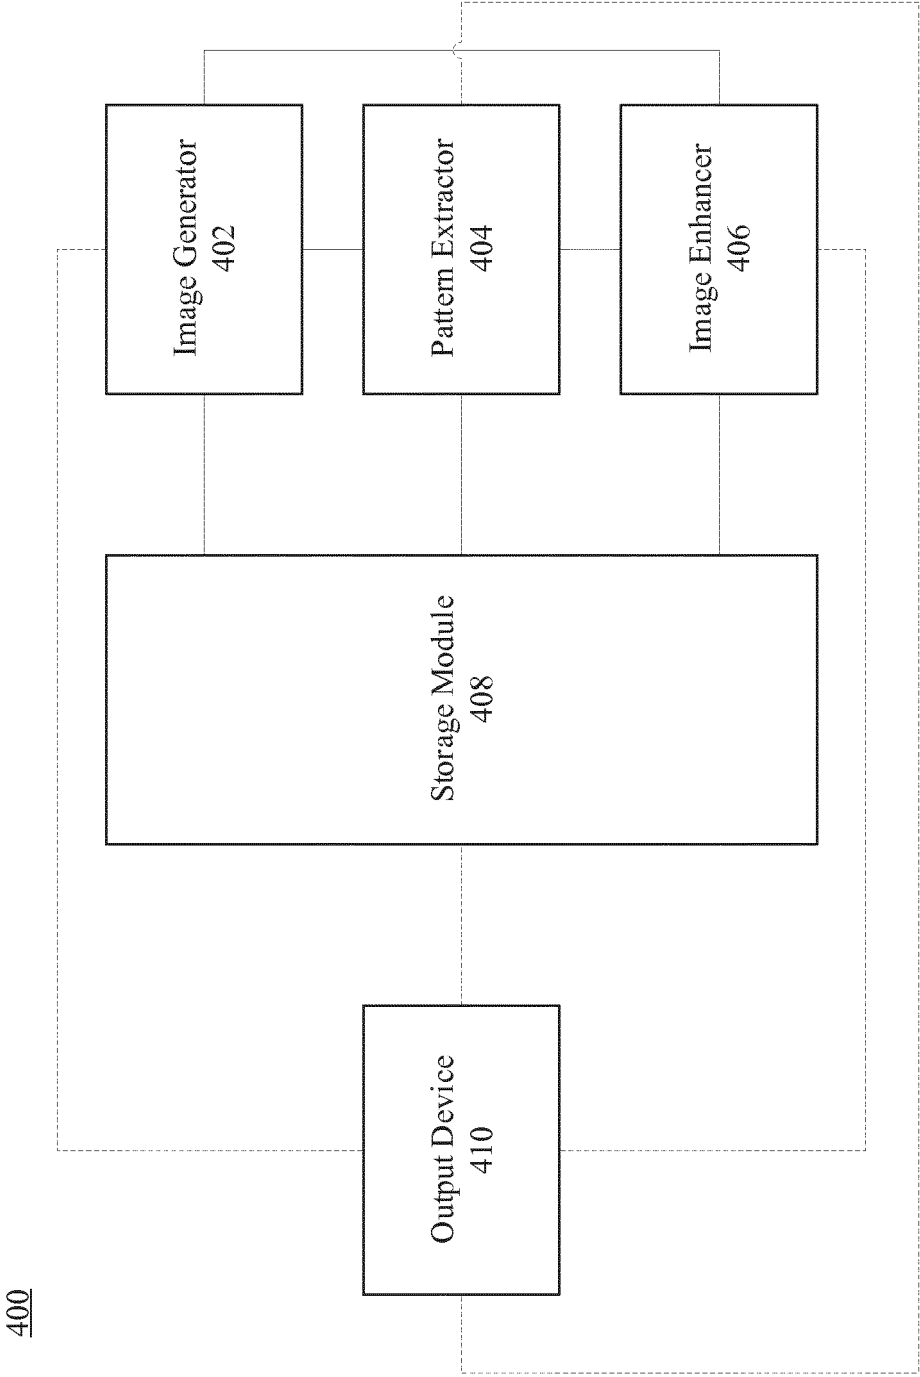 400
Image Generator
402
Pattern Extractor
404
Image Enhancer
406
Storage Module
408
Output Device
410